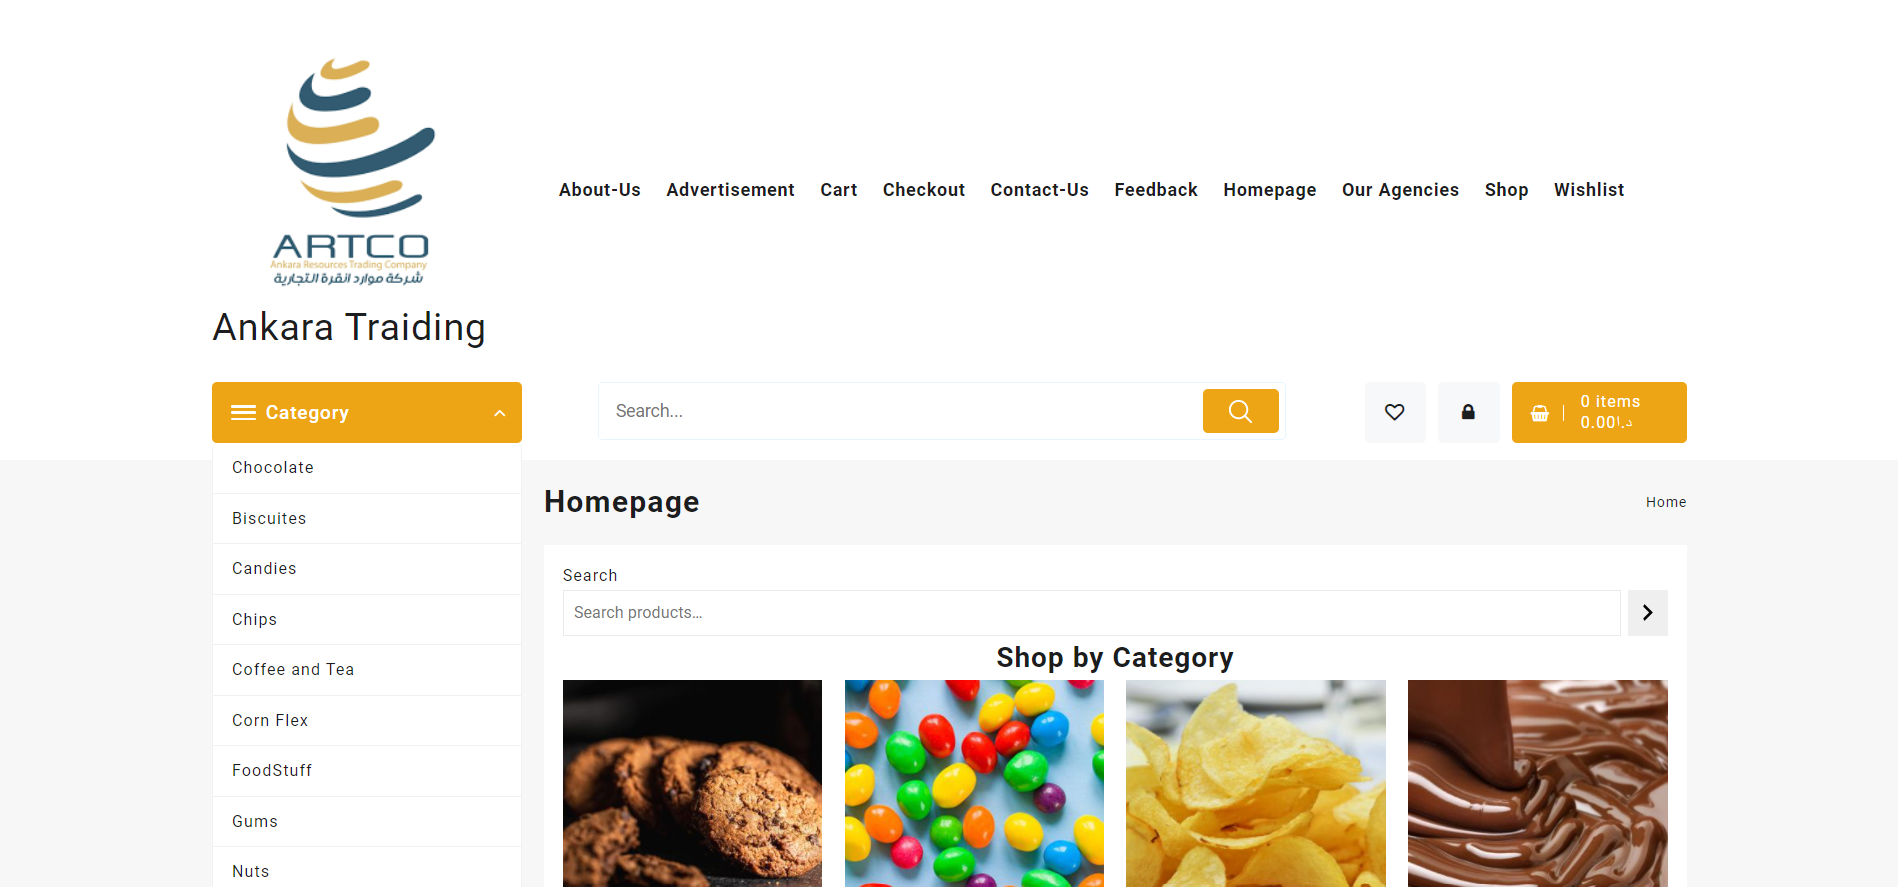 ARTCO
Ankara Resources Trading Company
شركة موارد انقرة التجارية
Ankara Traiding
About-Us Advertisement Cart Checkout Contact-Us Feedback Homepage Our Agencies Shop Wishlist
Category
Search...
0 items
0.00د.ا
Chocolate
Biscuites
Candies
Chips
Coffee and Tea
Corn Flex
FoodStuff
Gums
Nuts
Homepage
Home
Search
Search products...
Shop by Category